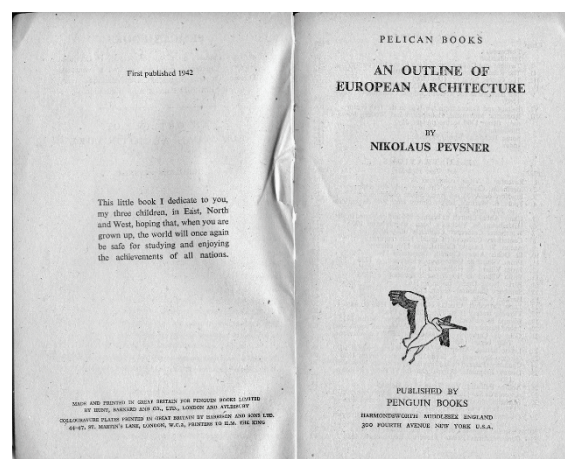 First published 1942
This little book I dedicate to you,
my three children, in East, North
and West, hoping that, when you are
grown up, the world will once again
be safe for studying and enjoying
the achievements of all nations.
MADE AND PRINTED IN GREAT BRITAIN FOR PENGUIN BOOKS LIMITED
BY HUNT, BARNARD AND CO., LTD., LONDON AND AYLESBURY
COLLOGRAVURE PLATES PRINTED IN GREAT BRITAIN BY HARRISON AND SONS LTD.
44-47, ST. MARTIN'S LANE, LONDON, W.C.2, PRINTERS TO H.M. THE KING
PELICAN BOOKS
AN OUTLINE OF
EUROPEAN ARCHITECTURE
BY
NIKOLAUS PEVSNER
PUBLISHED BY
PENGUIN BOOKS
HARMONDSWORTH MIDDLESEX ENGLAND
300 FOURTH AVENUE NEW YORK U.S.A.